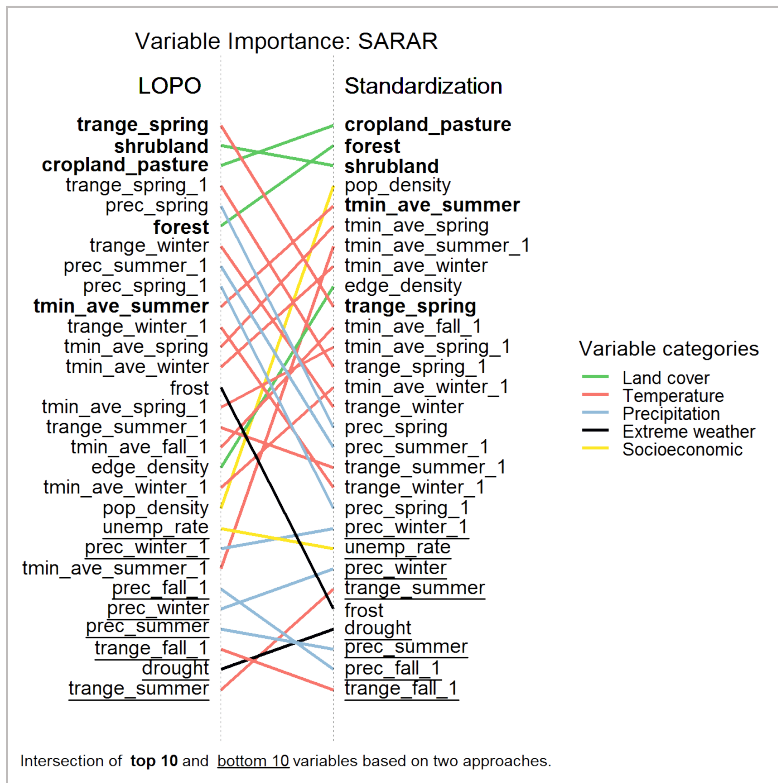 Variable Importance: SARAR
LOPO
Standardization
trange_spring
shrubland
cropland_pasture
trange_spring_1
prec_spring
forest
trange_winter
prec_summer_1
prec_spring_1
tmin_ave_summer
trange_winter_1
tmin_ave_spring
tmin_ave_winter
frost
tmin_ave_spring_1
trange_summer_1
tmin_ave_fall_1
edge_density
tmin_ave_winter_1
pop_density
unemp_rate
prec_winter_1
tmin_ave_summer_1
prec_fall_1
prec_winter
prec_summer
trange_fall_1
drought
trange_summer
cropland_pasture
forest
shrubland
pop_density
tmin_ave_summer
tmin_ave_spring
tmin_ave_summer_1
tmin_ave_winter
edge_density
trange_spring
tmin_ave_fall_1
tmin_ave_spring_1
trange_spring_1
tmin_ave_winter_1
trange_winter
prec_spring
prec_summer_1
trange_summer_1
trange_winter_1
prec_spring_1
prec_winter_1
unemp_rate
prec_winter
trange_summer
frost
drought
prec_summer
prec_fall_1
trange_fall_1
Variable categories
Land cover
Temperature
Precipitation
Extreme weather
Socioeconomic
Intersection of top 10 and bottom 10 variables based on two approaches.